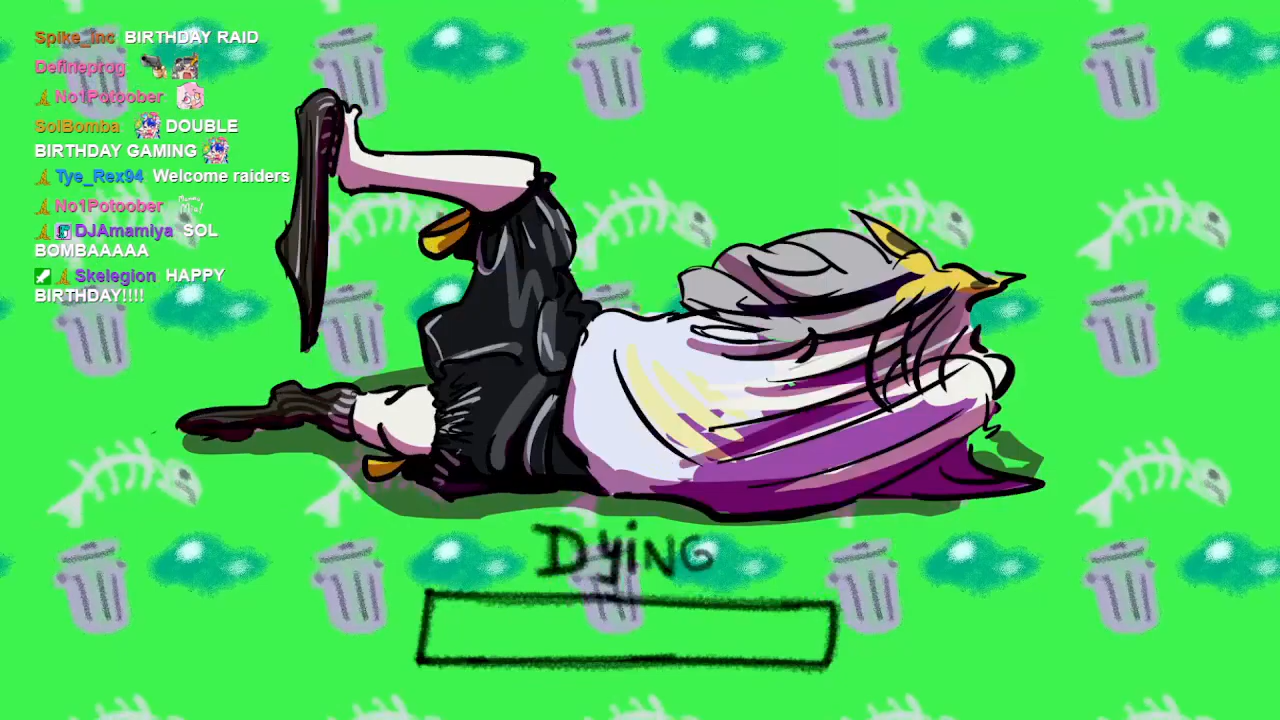 Spike_inc BIRTHDAY RAID
Defineprog
No1Potoober
SolBomba DOUBLE
BIRTHDAY GAMING
Tye_Rex94 Welcome raiders
No1Potoober
DJAmamiya SOL
BOMBAAAAA
Skelegion HAPPY
BIRTHDAY!!!!
Dying